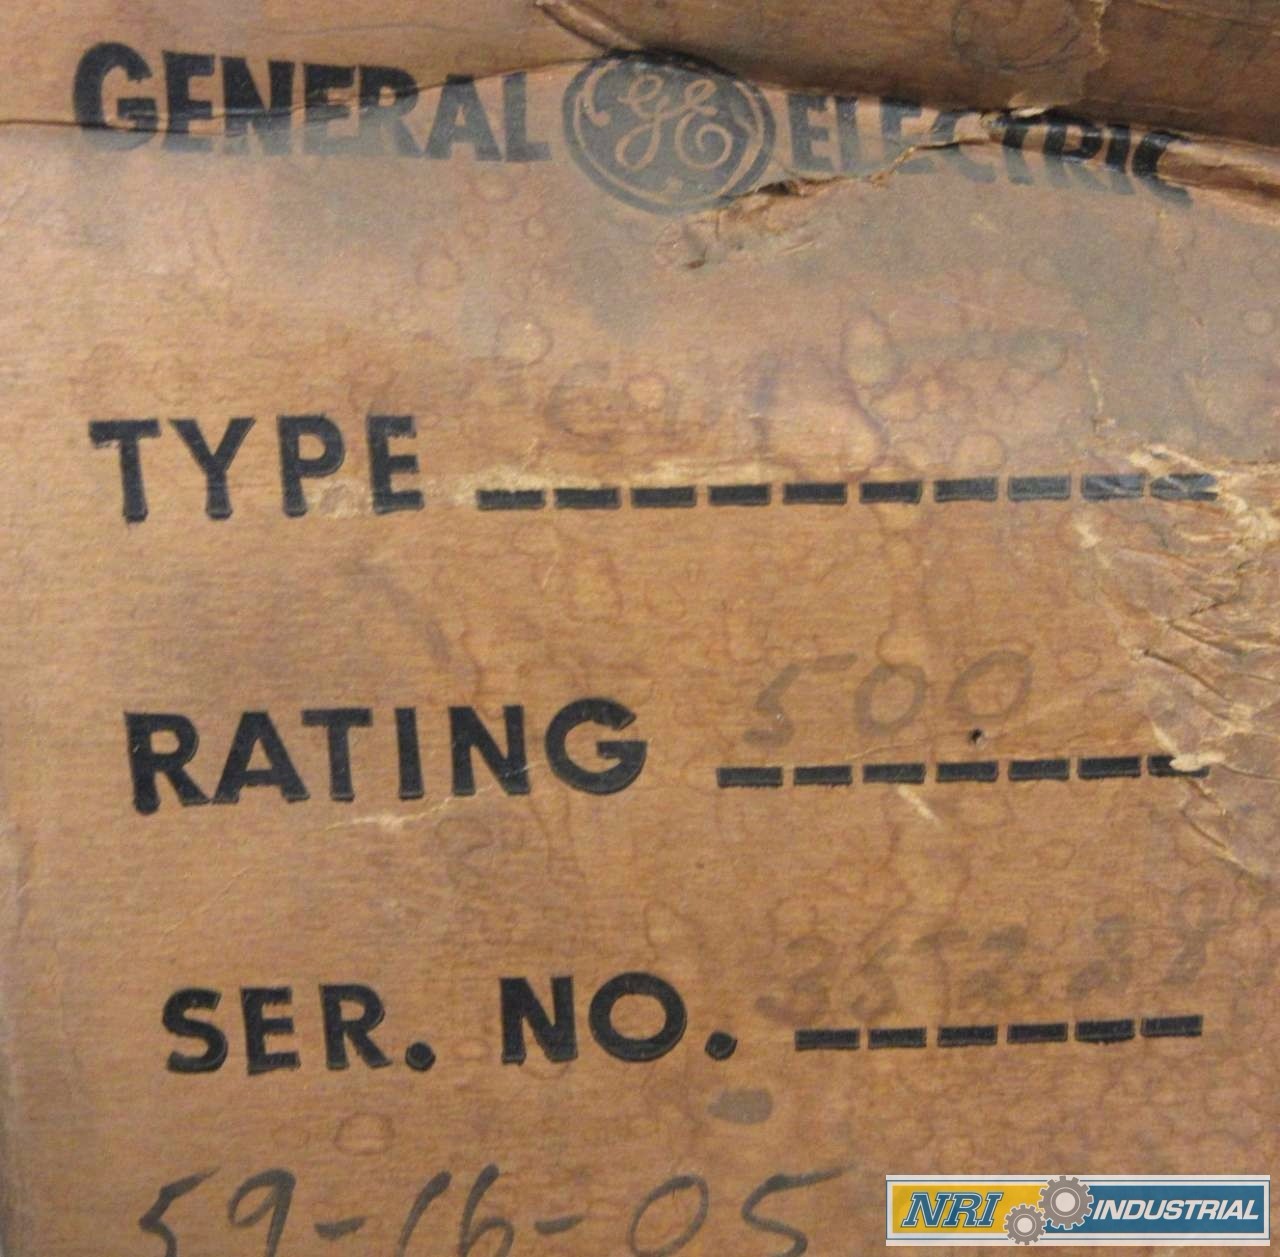 GENERAL GE ELECTRIC
TYPE
RATING 500
SER. NO.
59-16-05
NRI INDUSTRIAL